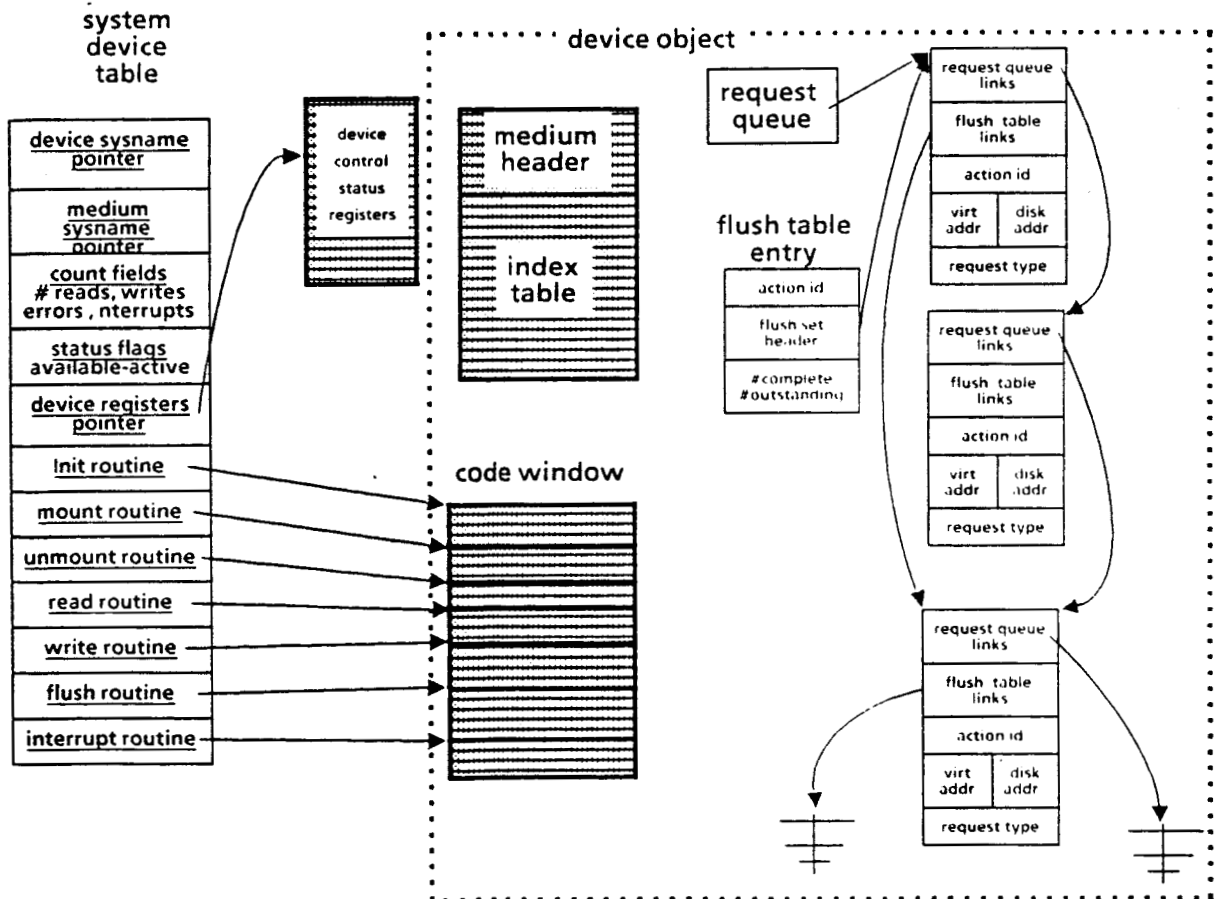 system
device
table
device sysname
pointer
medium
sysname
pointer
count fields
# reads, writes
errors , nterrupts
status flags
available-active
device registers
pointer
Init routine
mount routine
unmount routine
read routine
write routine
flush routine
interrupt routine
device
control
status
registers
device object
medium
header
index
table
code window
request
queue
flush table
entry
action id
flush set
header
#complete
#outstanding
request queue
links
flush table
links
action id
virt
addr
disk
addr
request type
request queue
links
flush table
links
action id
virt
addr
disk
addr
request type
request queue
links
flush table
links
action id
virt
addr
disk
addr
request type